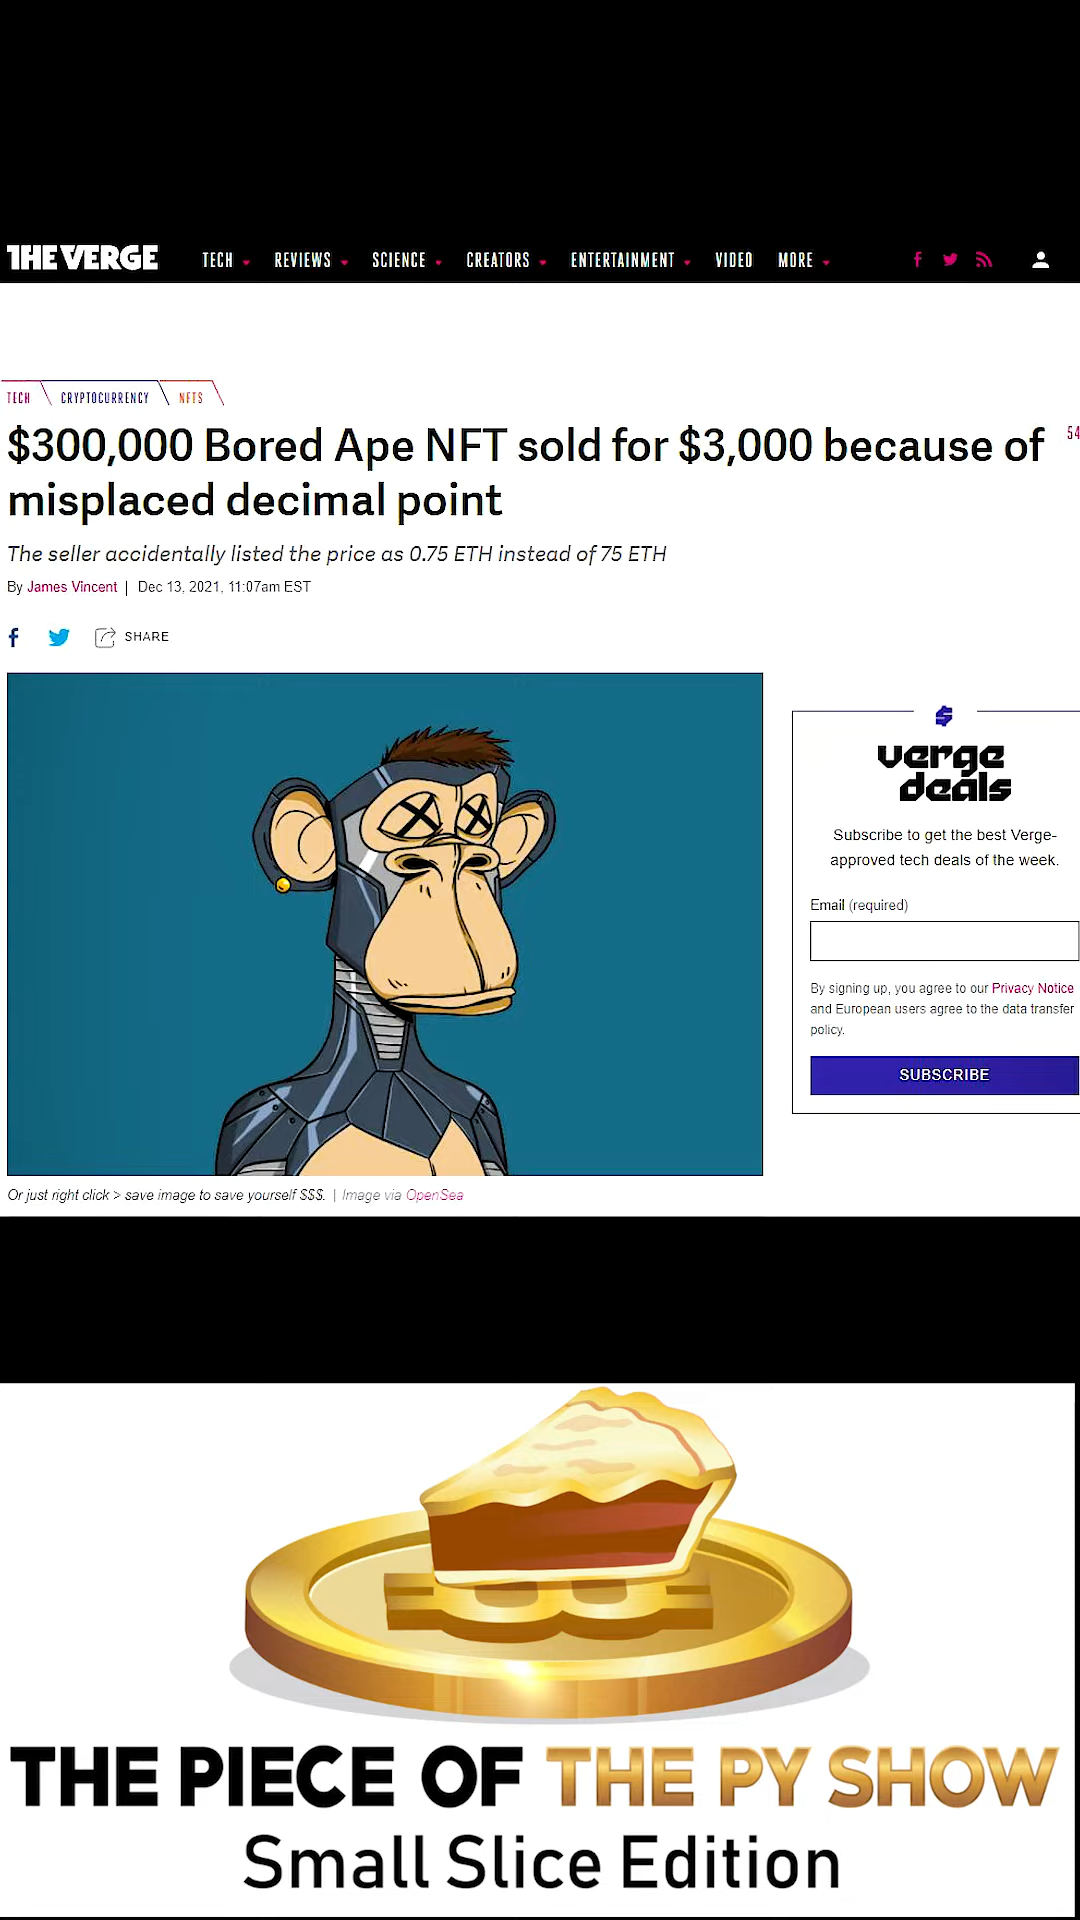 THE VERGE TECH REVIEWS SCIENCE CREATORS ENTERTAINMENT VIDEO MORE
TECH CRYPTOCURRENCY NFTS
$300,000 Bored Ape NFT sold for $3,000 because of
misplaced decimal point
54
The seller accidentally listed the price as 0.75 ETH instead of 75 ETH
By James Vincent | Dec 13, 2021, 11:07am EST
SHARE
verge
deals
Subscribe to get the best Verge-
approved tech deals of the week.
Email (required)
By signing up, you agree to our Privacy Notice
and European users agree to the data transfer
policy.
SUBSCRIBE
Or just right click > save image to save yourself $$$. | Image via OpenSea
THE PIECE OF THE PY SHOW
Small Slice Edition